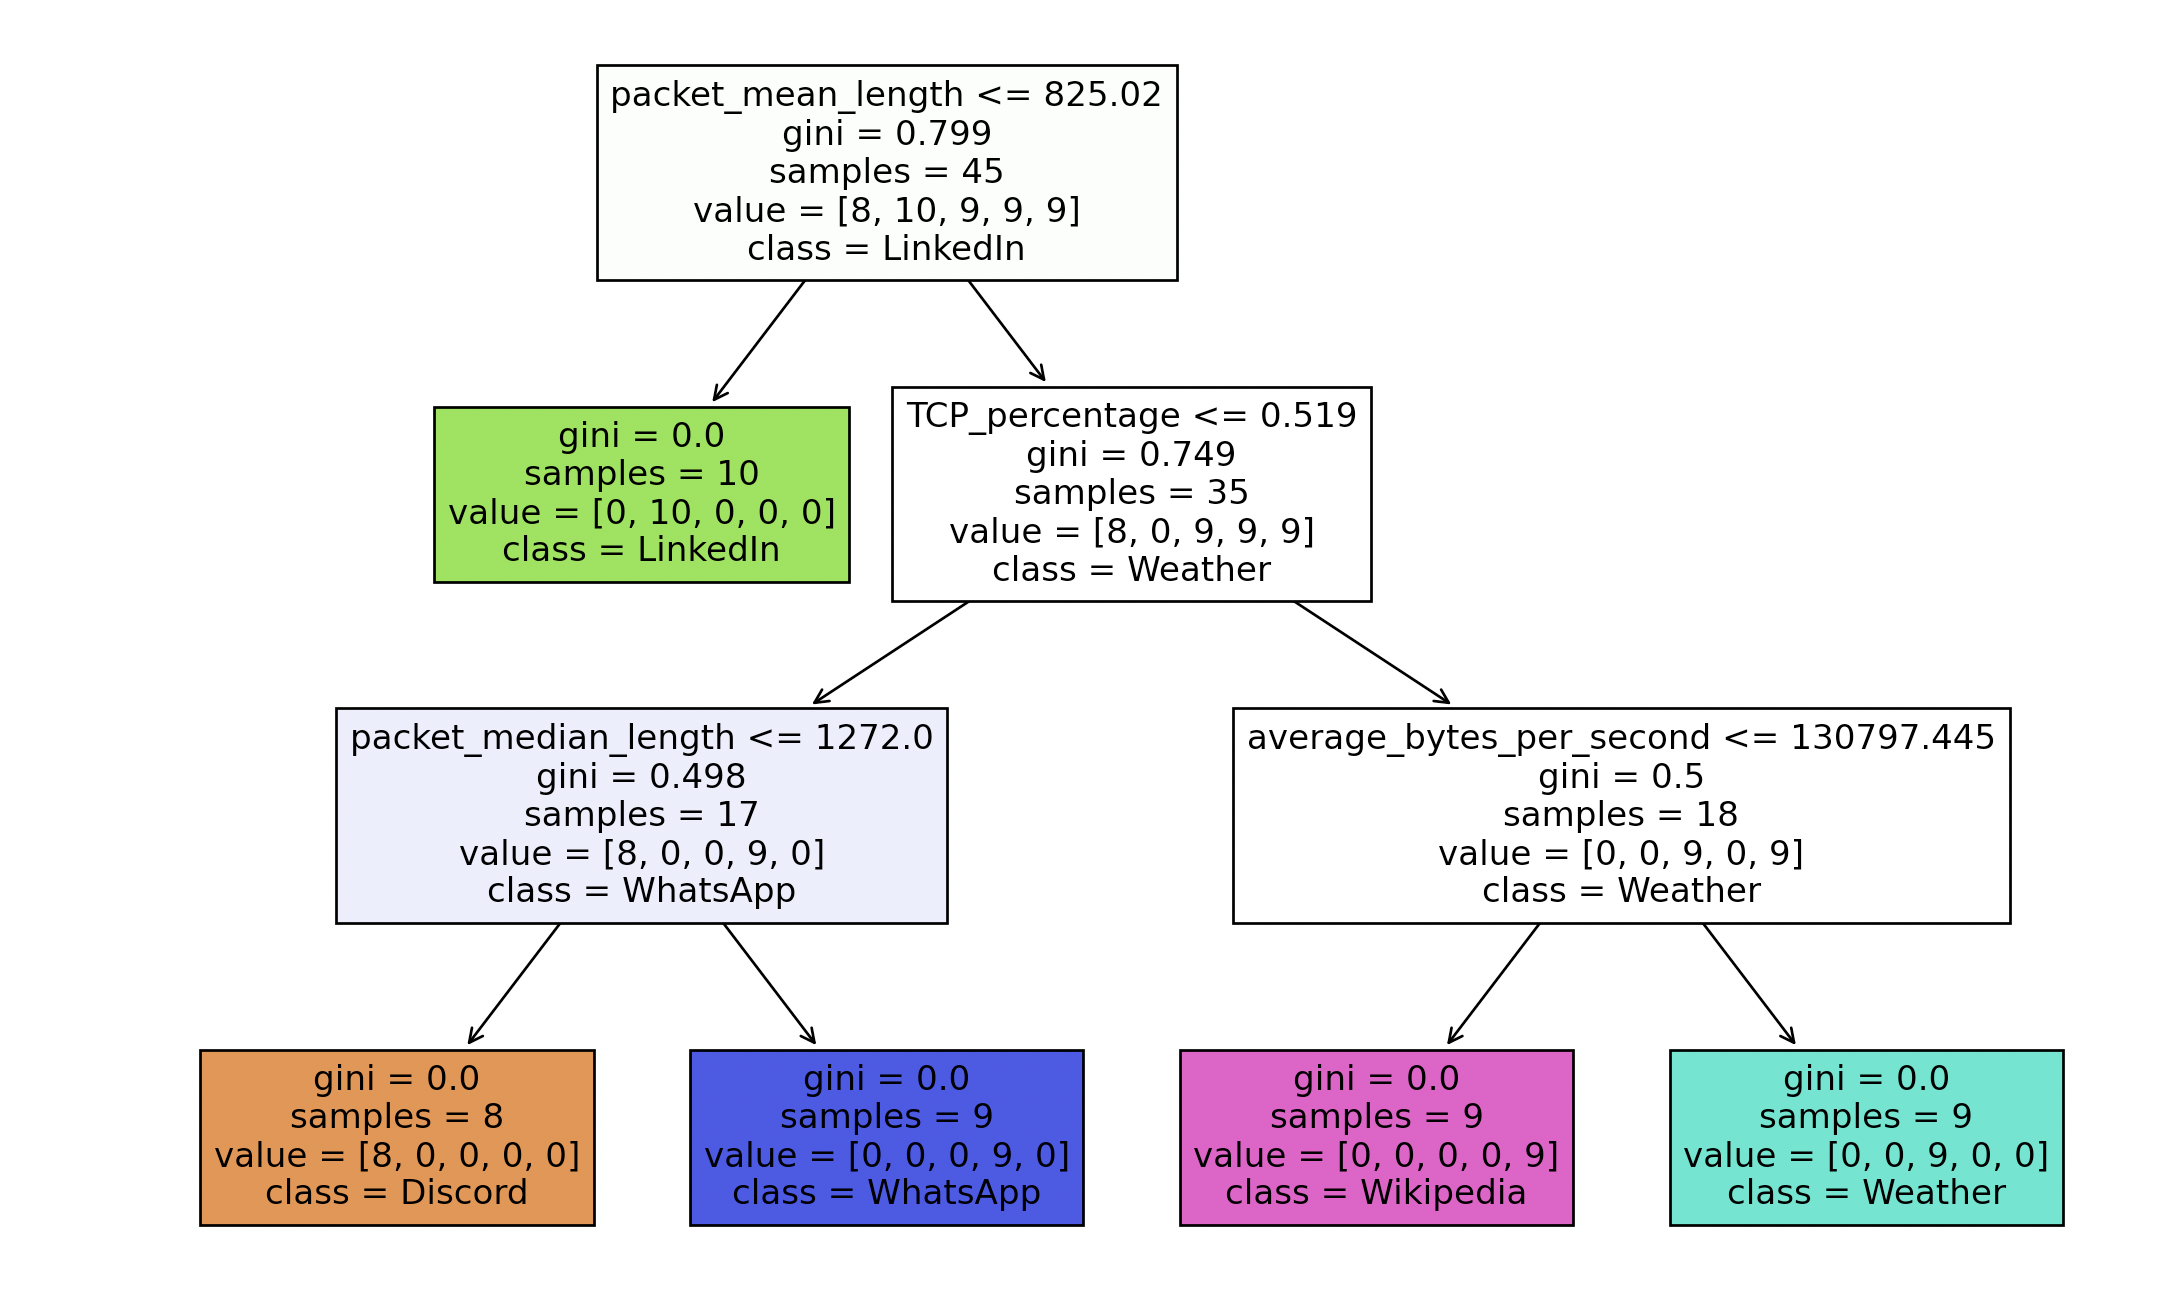 packet_mean_length <= 825.02
gini = 0.799
samples = 45
value = [8, 10, 9, 9, 9]
class = LinkedIn
gini = 0.0
samples = 10
value = [0, 10, 0, 0, 0]
class = LinkedIn
TCP_percentage <= 0.519
gini = 0.749
samples = 35
value = [8, 0, 9, 9, 9]
class = Weather
packet_median_length <= 1272.0
gini = 0.498
samples = 17
value = [8, 0, 0, 9, 0]
class = WhatsApp
average_bytes_per_second <= 130797.445
gini = 0.5
samples = 18
value = [0, 0, 9, 0, 9]
class = Weather
gini = 0.0
samples = 8
value = [8, 0, 0, 0, 0]
class = Discord
gini = 0.0
samples = 9
value = [0, 0, 0, 9, 0]
class = WhatsApp
gini = 0.0
samples = 9
value = [0, 0, 0, 0, 9]
class = Wikipedia
gini = 0.0
samples = 9
value = [0, 0, 9, 0, 0]
class = Weather